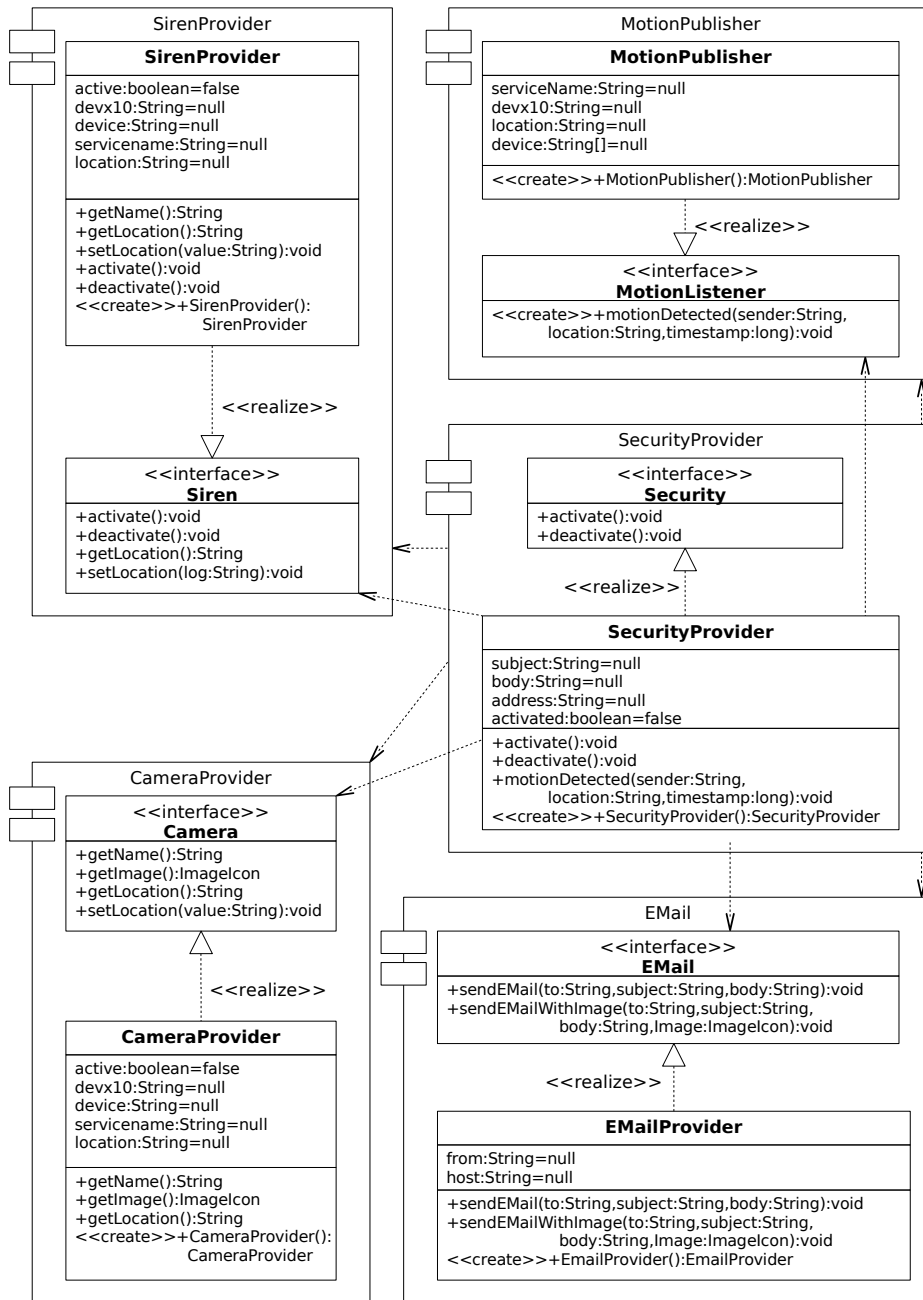 SirenProvider
SirenProvider
active:boolean=false
devx10:String=null
device:String=null
servicename:String=null
location:String=null
+getName():String
+getLocation():String
+setLocation(value:String):void
+activate():void
+deactivate():void
<<create>>+SirenProvider():
SirenProvider
<<realize>>
<<interface>>
Siren
+activate():void
+deactivate():void
+getLocation():String
+setLocation(log:String):void
MotionPublisher
MotionPublisher
serviceName:String=null
devx10:String=null
location:String=null
device:String[]=null
<<create>>+MotionPublisher():MotionPublisher
<<realize>>
<<interface>>
MotionListener
<<create>>+motionDetected(sender:String,
location:String,timestamp:long):void
SecurityProvider
<<interface>>
Security
+activate():void
+deactivate():void
<<realize>>
SecurityProvider
subject:String=null
body:String=null
address:String=null
activated:boolean=false
+activate():void
+deactivate():void
+motionDetected(sender:String,
location:String,timestamp:long):void
<<create>>+SecurityProvider():SecurityProvider
CameraProvider
<<interface>>
Camera
+getName():String
+getImage():ImageIcon
+getLocation():String
+setLocation(value:String):void
<<realize>>
CameraProvider
active:boolean=false
devx10:String=null
device:String=null
servicename:String=null
location:String=null
+getName():String
+getImage():ImageIcon
+getLocation():String
<<create>>+CameraProvider():
CameraProvider
EMail
<<interface>>
EMail
+sendEMail(to:String,subject:String,body:String):void
+sendEMailWithImage(to:String,subject:String,
body:String,Image:ImageIcon):void
<<realize>>
EMailProvider
from:String=null
host:String=null
+sendEMail(to:String,subject:String,body:String):void
+sendEMailWithImage(to:String,subject:String,
body:String,Image:ImageIcon):void
<<create>>+EmailProvider():EmailProvider